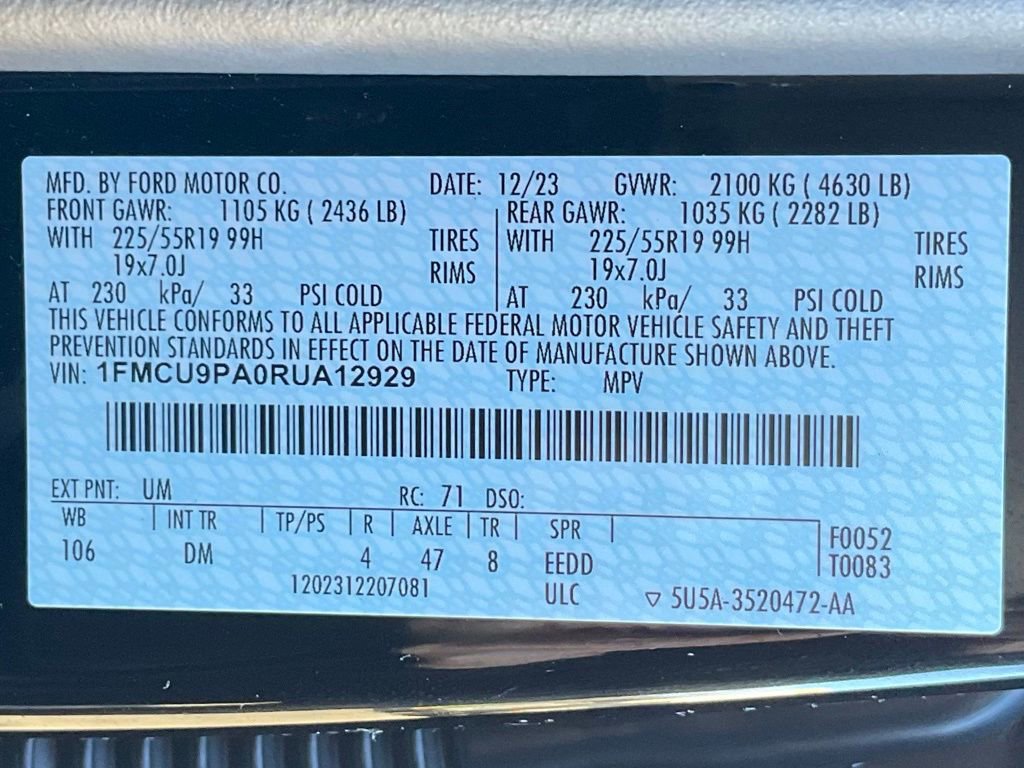 MFD. BY FORD MOTOR CO. DATE: 12/23 GVWR: 2100 KG ( 4630 LB)
FRONT GAWR: 1105 KG ( 2436 LB) REAR GAWR: 1035 KG ( 2282 LB)
WITH 225/55R19 99H TIRES WITH 225/55R19 99H TIRES
19x7.0J RIMS 19x7.0J RIMS
AT 230 kPa/ 33 PSI COLD AT 230 kPa/ 33 PSI COLD
THIS VEHICLE CONFORMS TO ALL APPLICABLE FEDERAL MOTOR VEHICLE SAFETY AND THEFT
PREVENTION STANDARDS IN EFFECT ON THE DATE OF MANUFACTURE SHOWN ABOVE.
VIN: 1FMCU9PA0RUA12929 TYPE: MPV
EXT PNT: UM RC: 71 DSO:
WB INT TR TP/PS R AXLE TR SPR F0052
106 DM 4 47 8 EEDD T0083
1202312207081 ULC ▽ 5U5A-3520472-AA